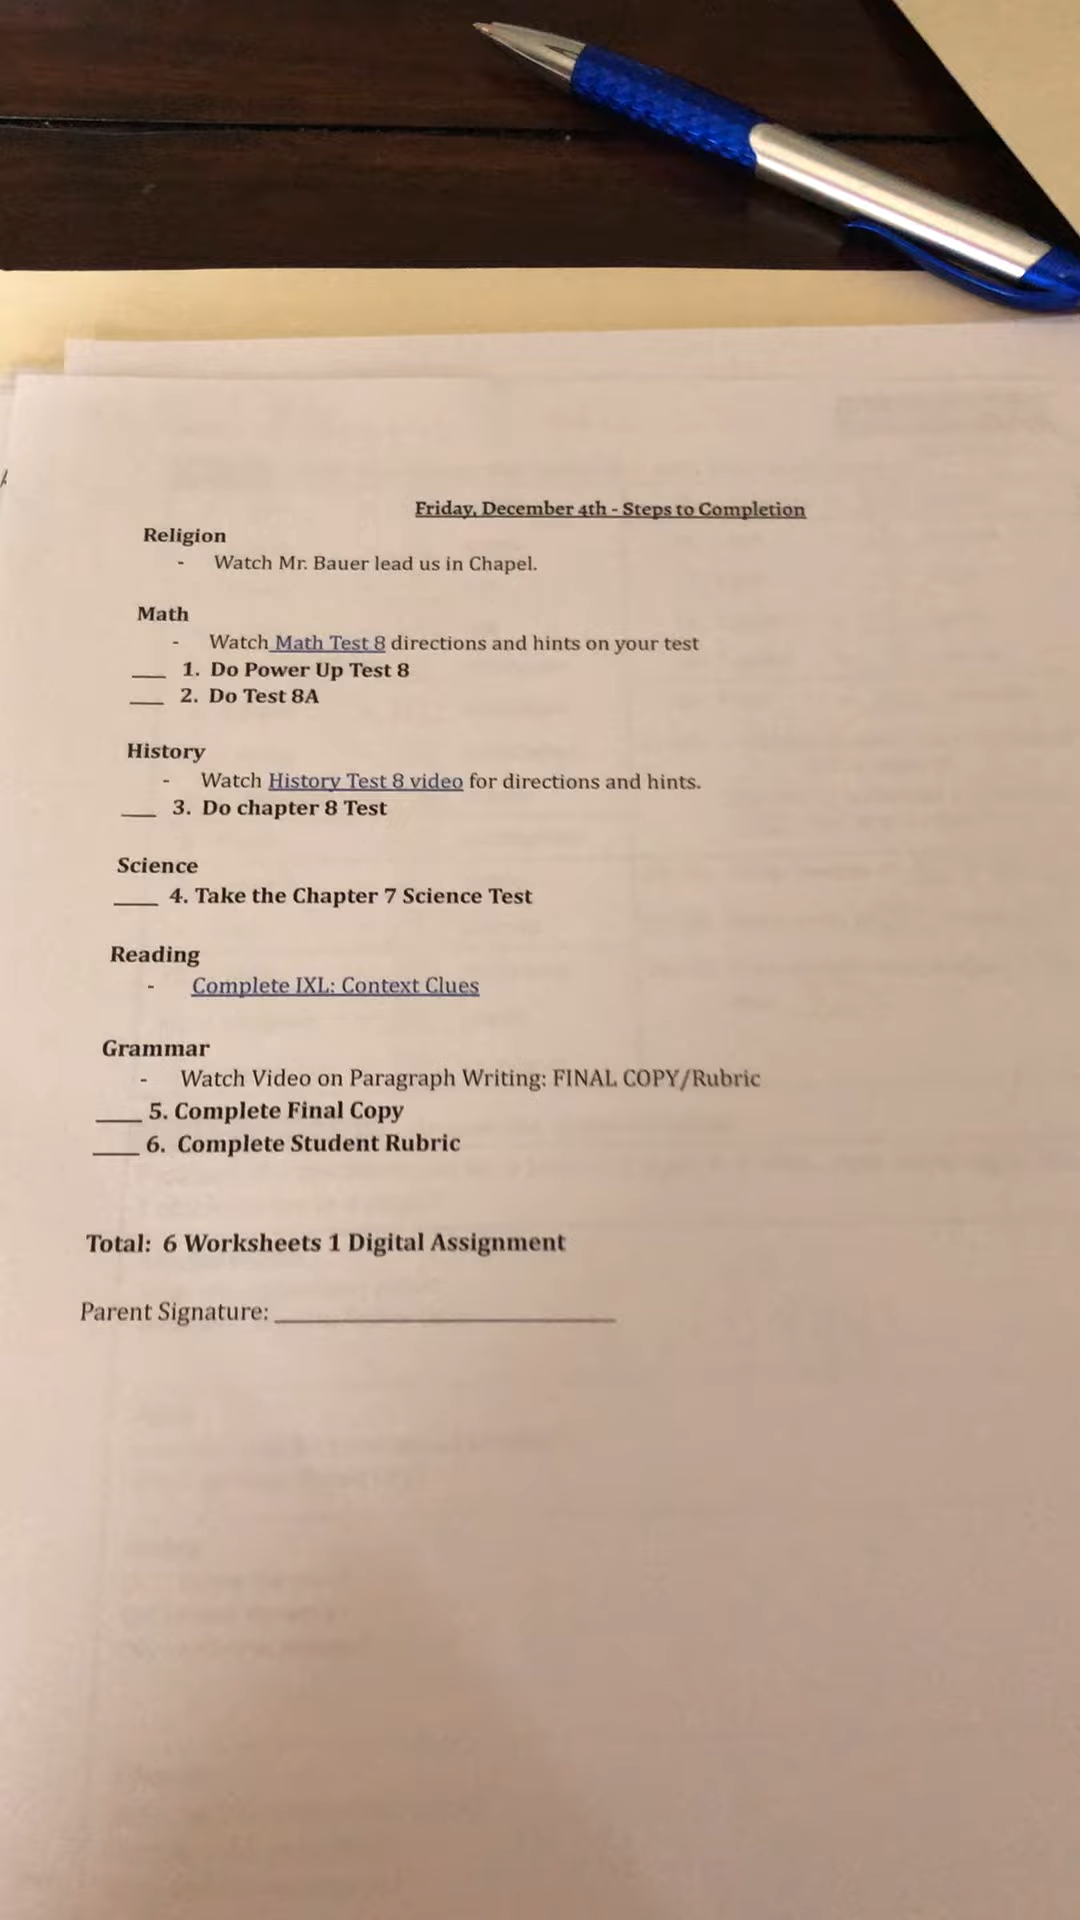 Friday, December 4th - Steps to Completion
Religion
- Watch Mr. Bauer lead us in Chapel.
Math
- Watch Math Test 8 directions and hints on your test
___ 1. Do Power Up Test 8
___ 2. Do Test 8A
History
- Watch History Test 8 video for directions and hints.
___ 3. Do chapter 8 Test
Science
____ 4. Take the Chapter 7 Science Test
Reading
- Complete IXL: Context Clues
Grammar
- Watch Video on Paragraph Writing: FINAL COPY/Rubric
____ 5. Complete Final Copy
____ 6. Complete Student Rubric
Total: 6 Worksheets 1 Digital Assignment
Parent Signature: ____________________________